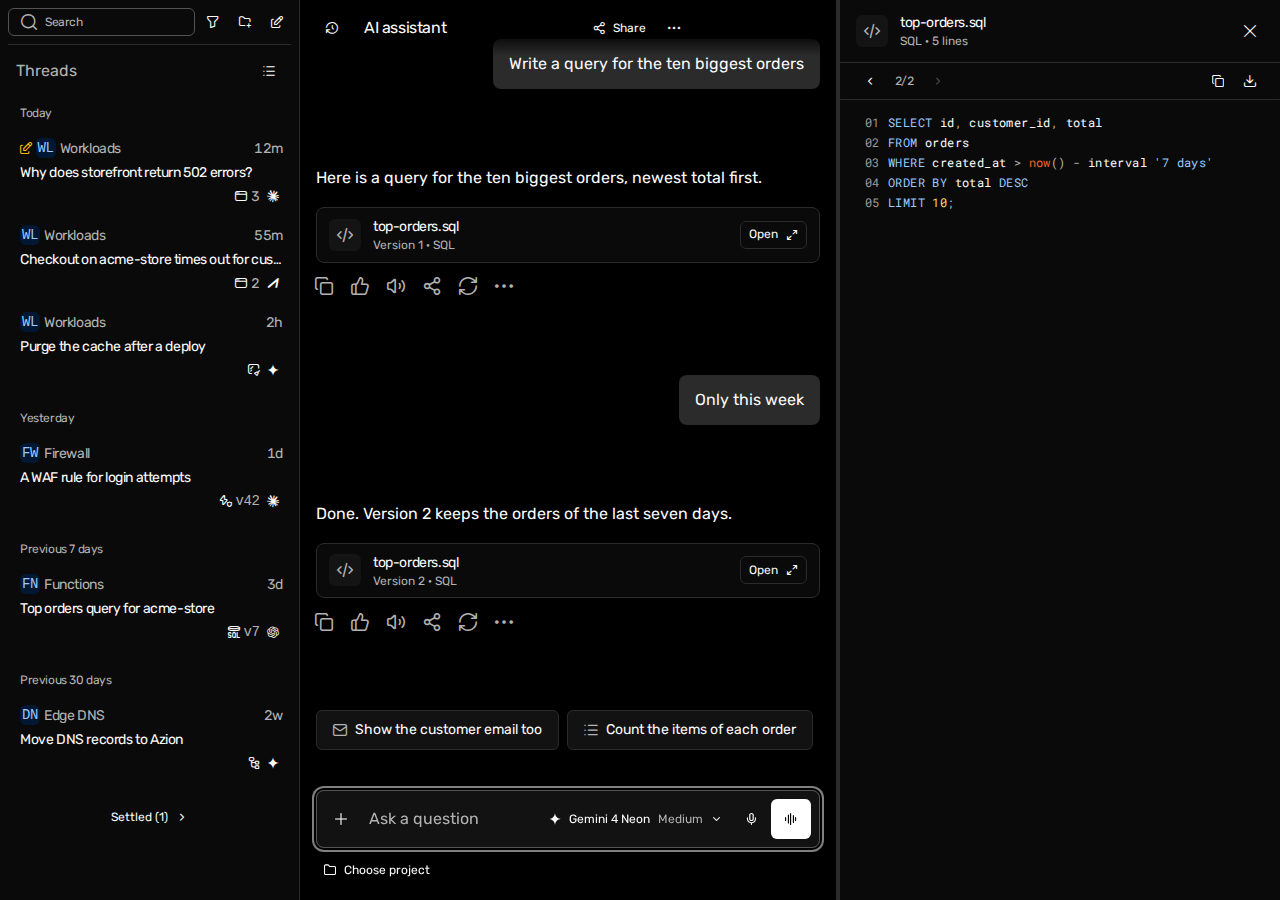 Search
Threads
Today
WL Workloads 12m
Why does storefront return 502 errors?
3
WL Workloads 55m
Checkout on acme-store times out for cus…
2
WL Workloads 2h
Purge the cache after a deploy
Yesterday
FW Firewall 1d
A WAF rule for login attempts
v42
Previous 7 days
FN Functions 3d
Top orders query for acme-store
SQL v7
Previous 30 days
DN Edge DNS 2w
Move DNS records to Azion
Settled (1)
AI assistant
Share
Write a query for the ten biggest orders
Here is a query for the ten biggest orders, newest total first.
top-orders.sql
Version 1 • SQL
Open
Only this week
Done. Version 2 keeps the orders of the last seven days.
top-orders.sql
Version 2 • SQL
Open
Show the customer email too
Count the items of each order
Ask a question
Gemini 4 Neon Medium
Choose project
top-orders.sql
SQL • 5 lines
2/2
01 SELECT id, customer_id, total
02 FROM orders
03 WHERE created_at > now() - interval '7 days'
04 ORDER BY total DESC
05 LIMIT 10;